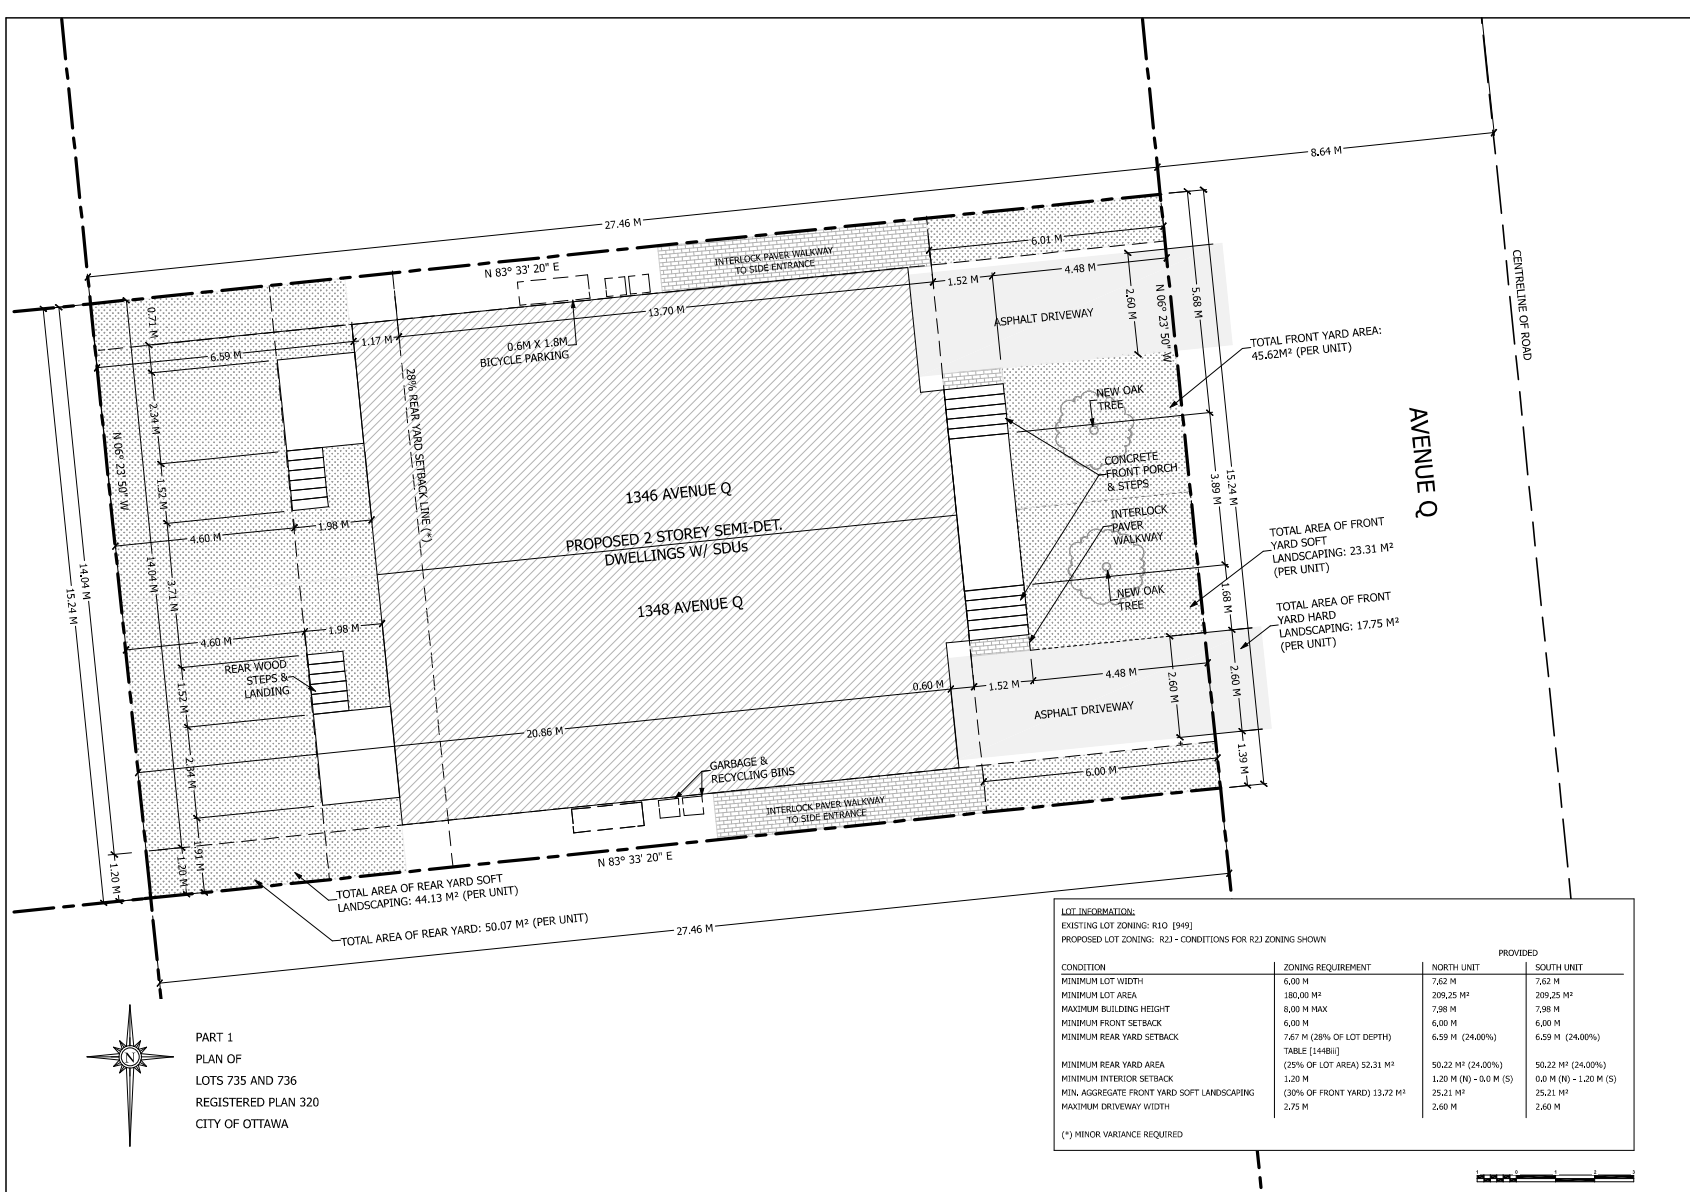 8.64 M
27.46 M
N 83° 33' 20" E
INTERLOCK PAVER WALKWAY
TO SIDE ENTRANCE
6.01 M
1.52 M
4.48 M
2.60 M
N 06° 23' 50" W
5.68 M
ASPHALT DRIVEWAY
13.70 M
1.17 M
6.59 M
0.71 M
0.6M X 1.8M
BICYCLE PARKING
28% REAR YARD SETBACK LINE (*)
TOTAL FRONT YARD AREA:
45.62M² (PER UNIT)
CENTRELINE OF ROAD
AVENUE Q
NEW OAK
TREE
CONCRETE
FRONT PORCH
& STEPS
INTERLOCK
PAVER
WALKWAY
15.24 M
3.89 M
2.34 M
N 06° 23' 50" W
1.52 M
1.98 M
4.60 M
1346 AVENUE Q
PROPOSED 2 STOREY SEMI-DET.
DWELLINGS W/ SDUs
1348 AVENUE Q
TOTAL AREA OF FRONT
YARD SOFT
LANDSCAPING: 23.31 M²
(PER UNIT)
NEW OAK
TREE
1.68 M
TOTAL AREA OF FRONT
YARD HARD
LANDSCAPING: 17.75 M²
(PER UNIT)
15.24 M
14.04 M
14.04 M
3.71 M
4.60 M
1.98 M
REAR WOOD
STEPS &
LANDING
1.52 M
2.34 M
0.60 M
1.52 M
4.48 M
2.60 M
2.60 M
ASPHALT DRIVEWAY
20.86 M
GARBAGE &
RECYCLING BINS
6.00 M
1.39 M
INTERLOCK PAVER WALKWAY
TO SIDE ENTRANCE
N 83° 33' 20" E
1.20 M
1.20 M
1.91 M
TOTAL AREA OF REAR YARD SOFT
LANDSCAPING: 44.13 M² (PER UNIT)
TOTAL AREA OF REAR YARD: 50.07 M² (PER UNIT)
27.46 M
N
PART 1
PLAN OF
LOTS 735 AND 736
REGISTERED PLAN 320
CITY OF OTTAWA
LOT INFORMATION:
EXISTING LOT ZONING: R1O [949]
PROPOSED LOT ZONING: R2J - CONDITIONS FOR R2J ZONING SHOWN
PROVIDED
CONDITION ZONING REQUIREMENT NORTH UNIT SOUTH UNIT
MINIMUM LOT WIDTH 6.00 M 7.62 M 7.62 M
MINIMUM LOT AREA 180.00 M² 209.25 M² 209.25 M²
MAXIMUM BUILDING HEIGHT 8.00 M MAX 7.98 M 7.98 M
MINIMUM FRONT SETBACK 6.00 M 6.00 M 6.00 M
MINIMUM REAR YARD SETBACK 7.67 M (28% OF LOT DEPTH) 6.59 M (24.00%) 6.59 M (24.00%)
TABLE [144Biii]
MINIMUM REAR YARD AREA (25% OF LOT AREA) 52.31 M² 50.22 M² (24.00%) 50.22 M² (24.00%)
MINIMUM INTERIOR SETBACK 1.20 M 1.20 M (N) - 0.0 M (S) 0.0 M (N) - 1.20 M (S)
MIN. AGGREGATE FRONT YARD SOFT LANDSCAPING (30% OF FRONT YARD) 13.72 M² 25.21 M² 25.21 M²
MAXIMUM DRIVEWAY WIDTH 2.75 M 2.60 M 2.60 M
(*) MINOR VARIANCE REQUIRED
1 0 1 2 3